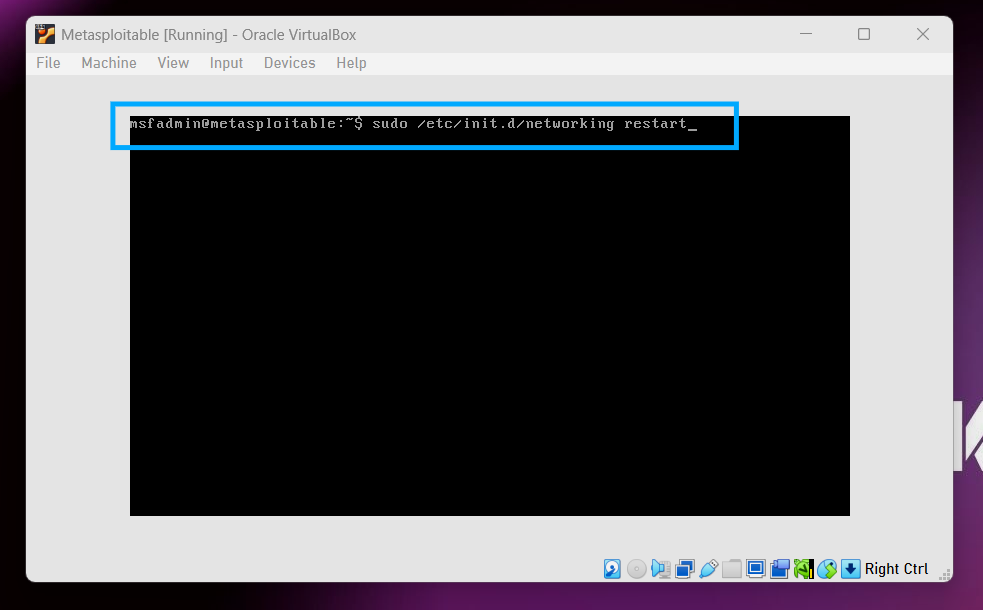 Metasploitable [Running] - Oracle VirtualBox
File Machine View Input Devices Help
msfadmin@metasploitable:~$ sudo /etc/init.d/networking restart_
Right Ctrl